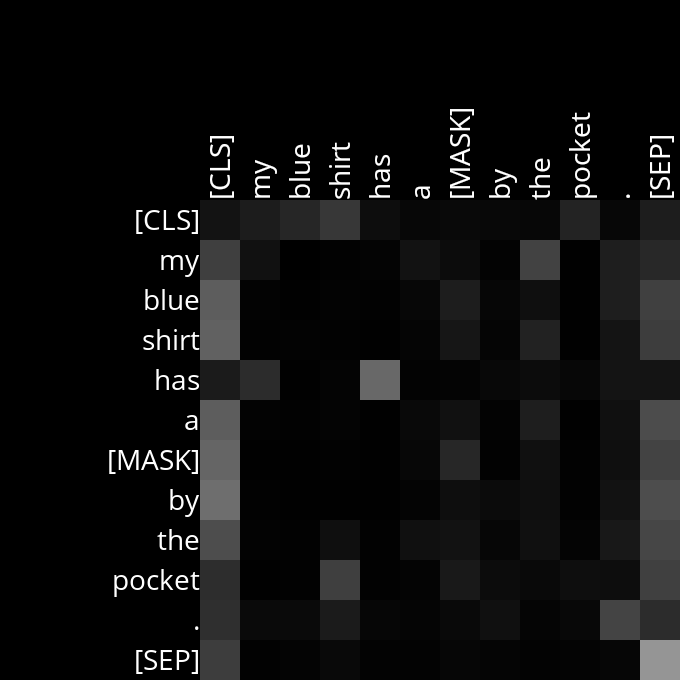 [CLS] my blue shirt has a [MASK] by the pocket . [SEP]
[CLS]
my
blue
shirt
has
a
[MASK]
by
the
pocket
.
[SEP]